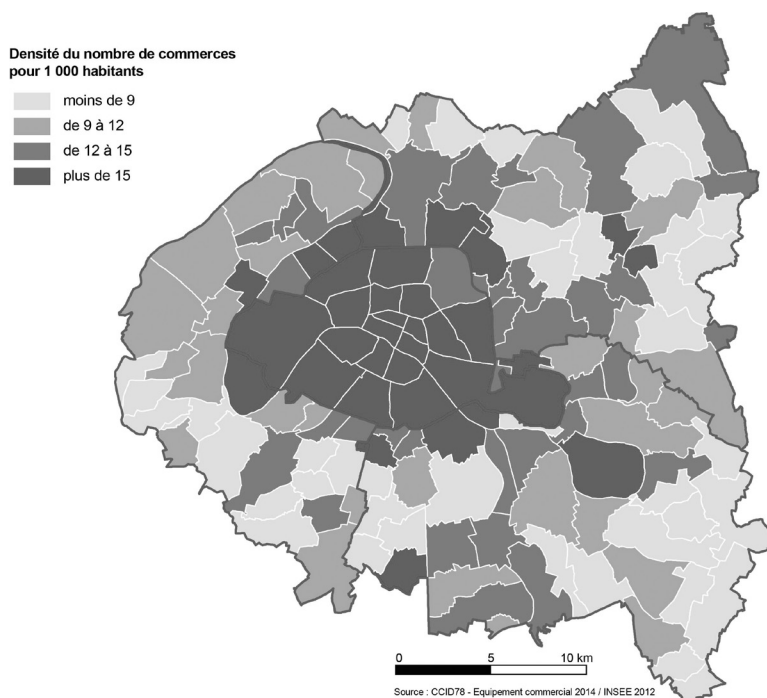 Densité du nombre de commerces
pour 1 000 habitants
moins de 9
de 9 à 12
de 12 à 15
plus de 15
0 5 10 km
Source : CCID78 - Equipement commercial 2014 / INSEE 2012